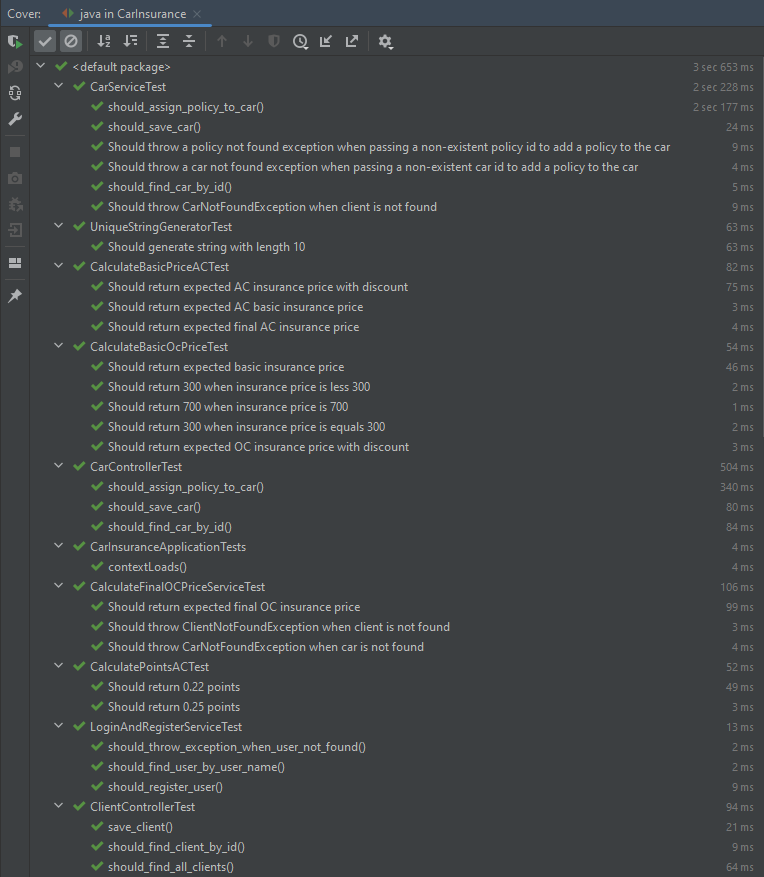 Cover: java in CarInsurance
<default package> 3 sec 653 ms
CarServiceTest 2 sec 228 ms
should_assign_policy_to_car() 2 sec 177 ms
should_save_car() 24 ms
Should throw a policy not found exception when passing a non-existent policy id to add a policy to the car 9 ms
Should throw a car not found exception when passing a non-existent car id to add a policy to the car 4 ms
should_find_car_by_id() 5 ms
Should throw CarNotFoundException when client is not found 9 ms
UniqueStringGeneratorTest 63 ms
Should generate string with length 10 63 ms
CalculateBasicPriceACTest 82 ms
Should return expected AC insurance price with discount 75 ms
Should return expected AC basic insurance price 3 ms
Should return expected final AC insurance price 4 ms
CalculateBasicOcPriceTest 54 ms
Should return expected basic insurance price 46 ms
Should return 300 when insurance price is less 300 2 ms
Should return 700 when insurance price is 700 1 ms
Should return 300 when insurance price is equals 300 2 ms
Should return expected OC insurance price with discount 3 ms
CarControllerTest 504 ms
should_assign_policy_to_car() 340 ms
should_save_car() 80 ms
should_find_car_by_id() 84 ms
CarInsuranceApplicationTests 4 ms
contextLoads() 4 ms
CalculateFinalOCPriceServiceTest 106 ms
Should return expected final OC insurance price 99 ms
Should throw ClientNotFoundException when client is not found 3 ms
Should throw CarNotFoundException when car is not found 4 ms
CalculatePointsACTest 52 ms
Should return 0.22 points 49 ms
Should return 0.25 points 3 ms
LoginAndRegisterServiceTest 13 ms
should_throw_exception_when_user_not_found() 2 ms
should_find_user_by_user_name() 2 ms
should_register_user() 9 ms
ClientControllerTest 94 ms
save_client() 21 ms
should_find_client_by_id() 9 ms
should_find_all_clients() 64 ms